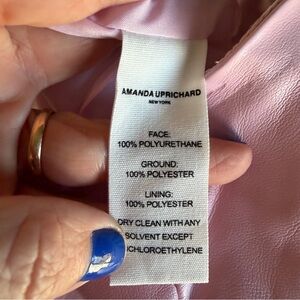 AMANDA UPRICHARD
NEW YORK
FACE:
100% POLYURETHANE
GROUND:
100% POLYESTER
LINING:
100% POLYESTER
DRY CLEAN WITH ANY
SOLVENT EXCEPT
ICHLOROETHYLENE